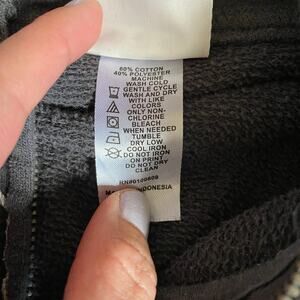 60% COTTON
40% POLYESTER
MACHINE
WASH COLD
GENTLE CYCLE
WASH AND DRY
WITH LIKE
COLORS
ONLY NON-
CHLORINE
BLEACH
WHEN NEEDED
TUMBLE
DRY LOW
COOL IRON
DO NOT IRON
ON PRINT
DO NOT DRY
CLEAN
INDONESIA